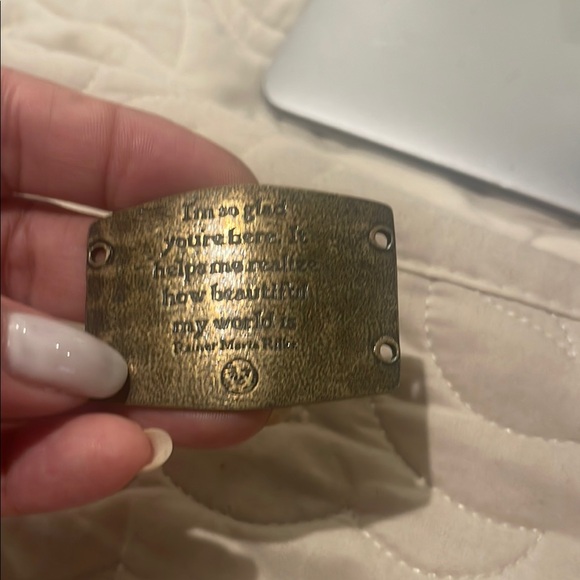 I'm so glad
you're here. It
helps me realize
how beautiful
my world is
Rainer Maria Rilke